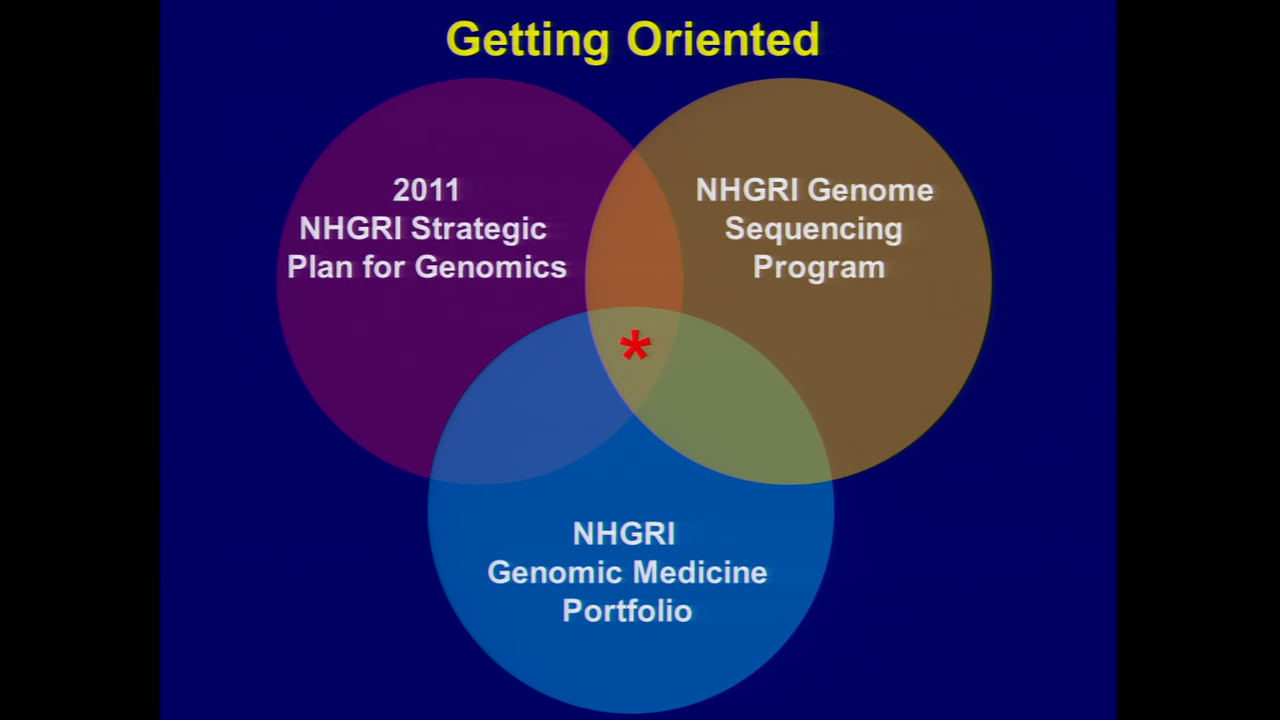 Getting Oriented
2011
NHGRI Strategic
Plan for Genomics
NHGRI Genome
Sequencing
Program
*
NHGRI
Genomic Medicine
Portfolio